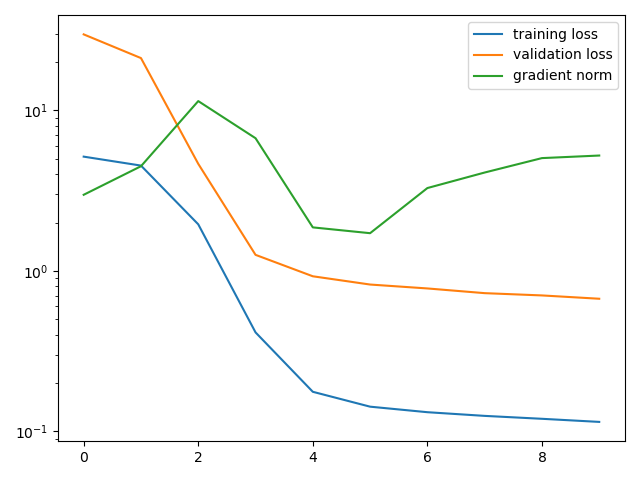 training loss
validation loss
gradient norm
10¹
10⁰
10⁻¹
0 2 4 6 8